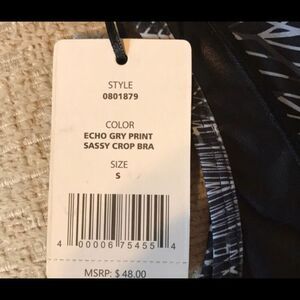 STYLE
0801879
COLOR
ECHO GRY PRINT
SASSY CROP BRA
SIZE
S
4 00006 75455 4
MSRP: $ 48.00